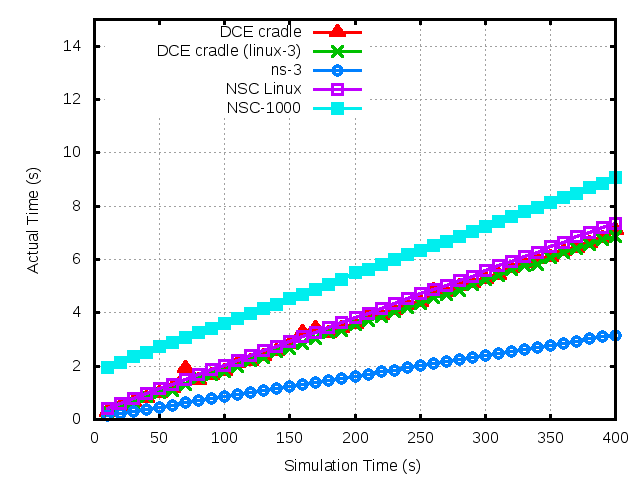 DCE cradle
DCE cradle (linux-3)
ns-3
NSC Linux
NSC-1000
14
12
10
8
6
4
2
0
Actual Time (s)
0 50 100 150 200 250 300 350 400
Simulation Time (s)